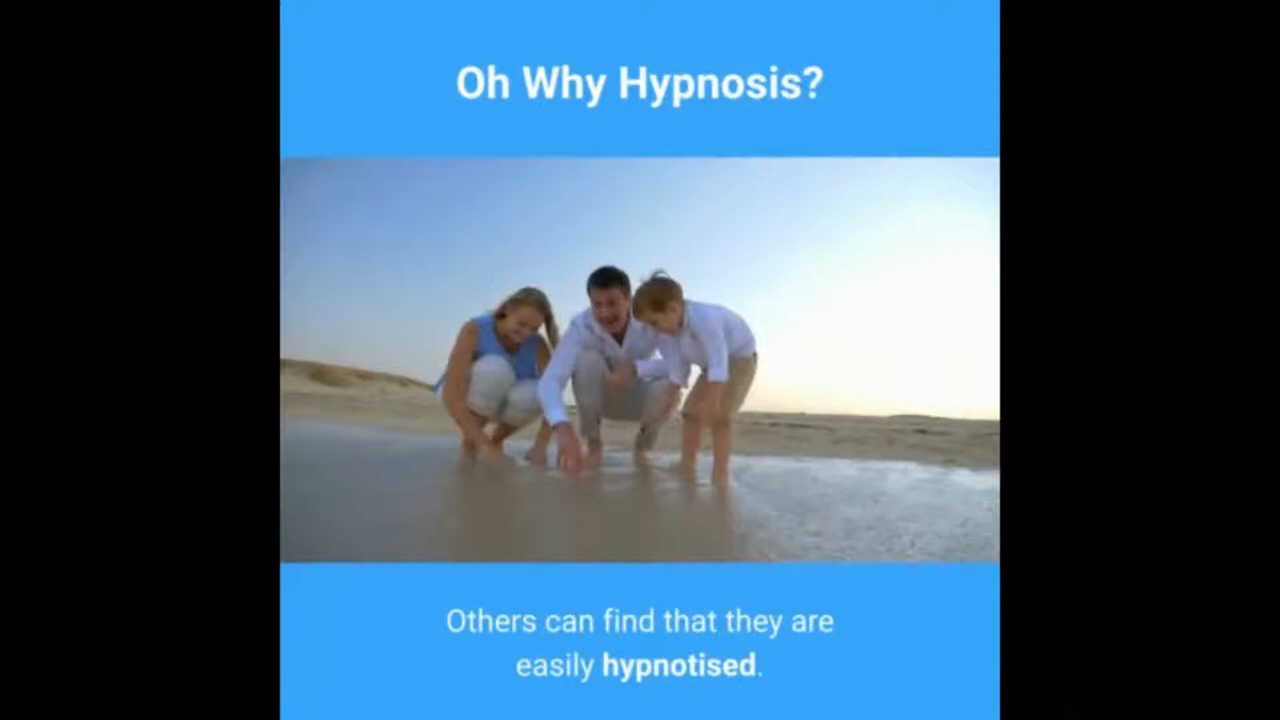 Oh Why Hypnosis?
Others can find that they are
easily hypnotised.